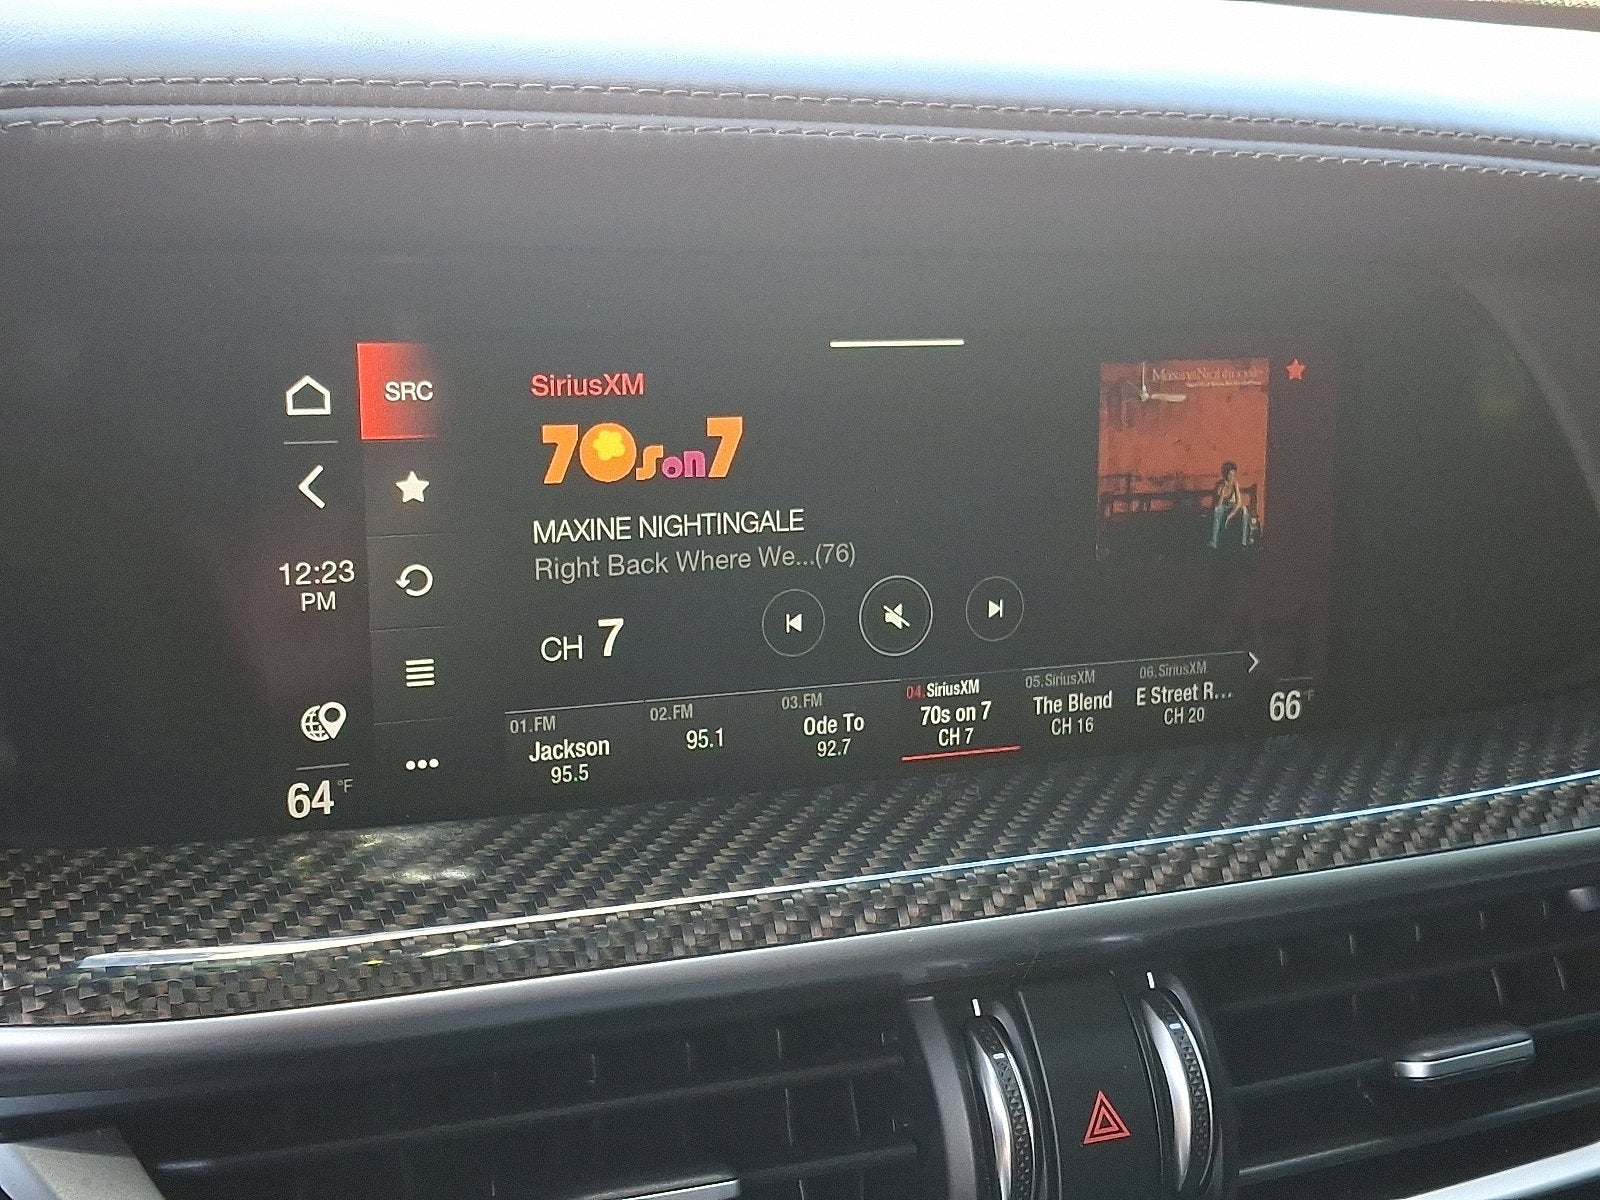 SRC
SiriusXM
70s on 7
MAXINE NIGHTINGALE
Right Back Where We...(76)
CH 7
12:23
PM
64 °F
01.FM
Jackson
95.5
02.FM
95.1
03.FM
Ode To
92.7
04.SiriusXM
70s on 7
CH 7
05.SiriusXM
The Blend
CH 16
06.SiriusXM
E Street R...
CH 20
66 °F
Maxine Nightingale